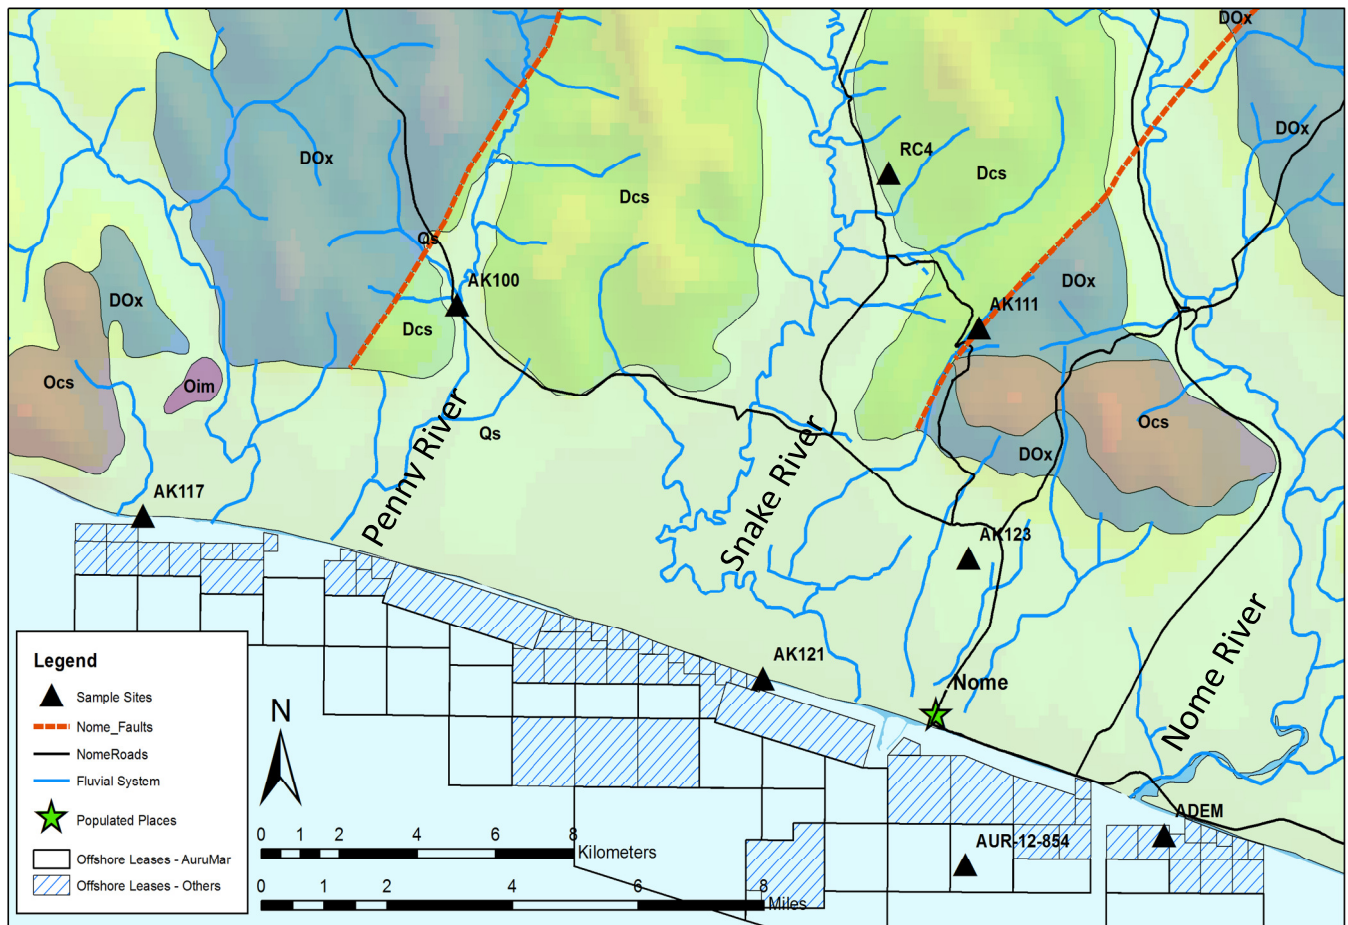 DOx
DOx
DOx
RC4
Dcs
Dcs
Qs
AK100
DOx
DOx
AK111
Dcs
Ocs
Oim
Ocs
Qs
DOx
Penny River
Snake River
AK117
AK123
Nome River
AK121
Nome
ADEM
AUR-12-854
Legend
Sample Sites
Nome_Faults
NomeRoads
Fluvial System
Populated Places
Offshore Leases - AuruMar
Offshore Leases - Others
N
0 1 2 4 6 8
Kilometers
0 1 2 4 6 8
Miles